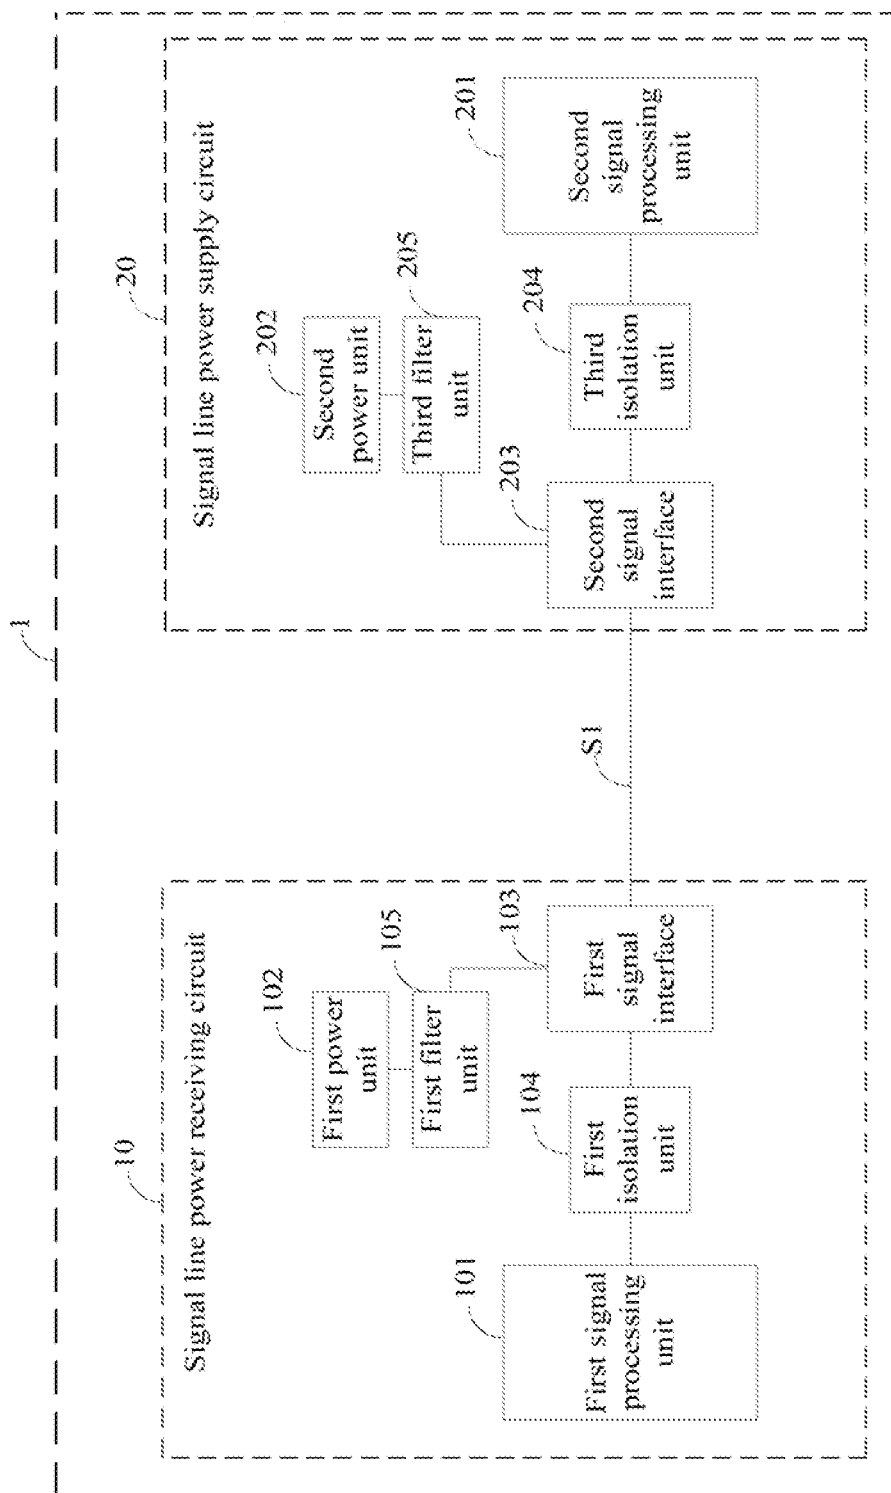 1
10
Signal line power receiving circuit
102
First power
unit
105
First filter
unit
101
First signal
processing
unit
104
First
isolation
unit
103
First
signal
interface
S1
20
Signal line power supply circuit
202
Second
power unit
205
Third filter
unit
203
Second
signal
interface
204
Third
isolation
unit
201
Second
signal
processing
unit